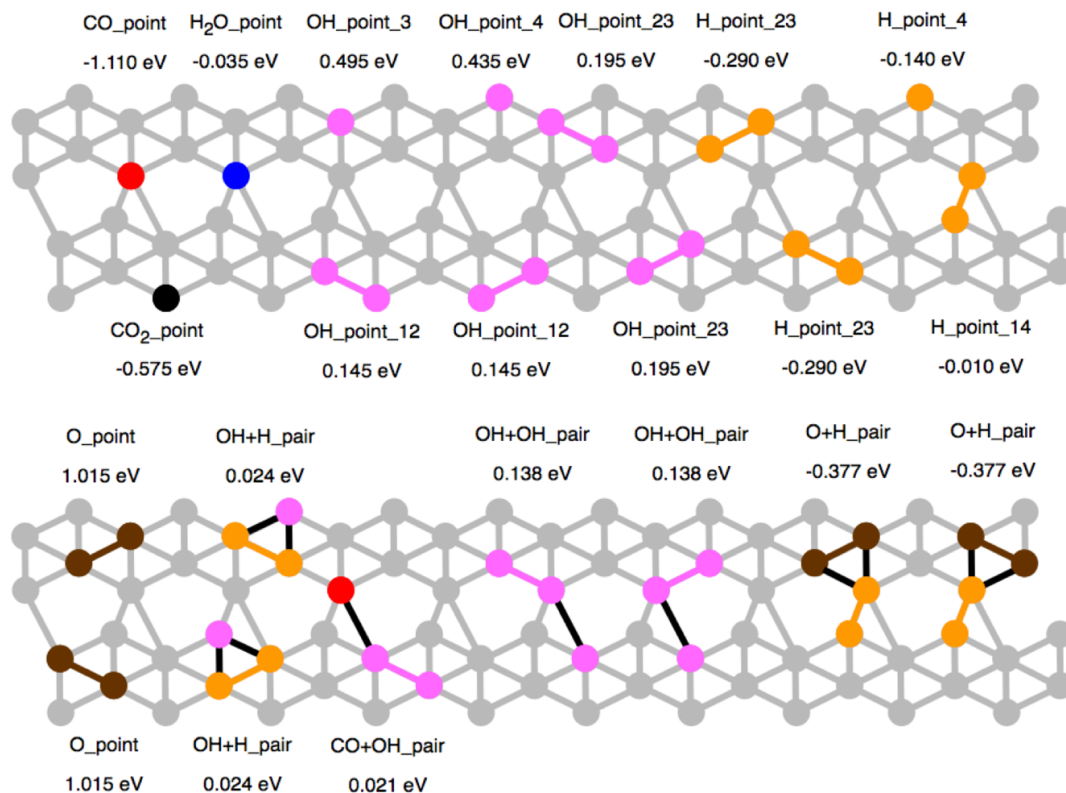 CO_point H₂O_point OH_point_3 OH_point_4 OH_point_23 H_point_23 H_point_4
-1.110 eV -0.035 eV 0.495 eV 0.435 eV 0.195 eV -0.290 eV -0.140 eV
CO₂_point OH_point_12 OH_point_12 OH_point_23 H_point_23 H_point_14
-0.575 eV 0.145 eV 0.145 eV 0.195 eV -0.290 eV -0.010 eV
O_point OH+H_pair OH+OH_pair OH+OH_pair O+H_pair O+H_pair
1.015 eV 0.024 eV 0.138 eV 0.138 eV -0.377 eV -0.377 eV
O_point OH+H_pair CO+OH_pair
1.015 eV 0.024 eV 0.021 eV